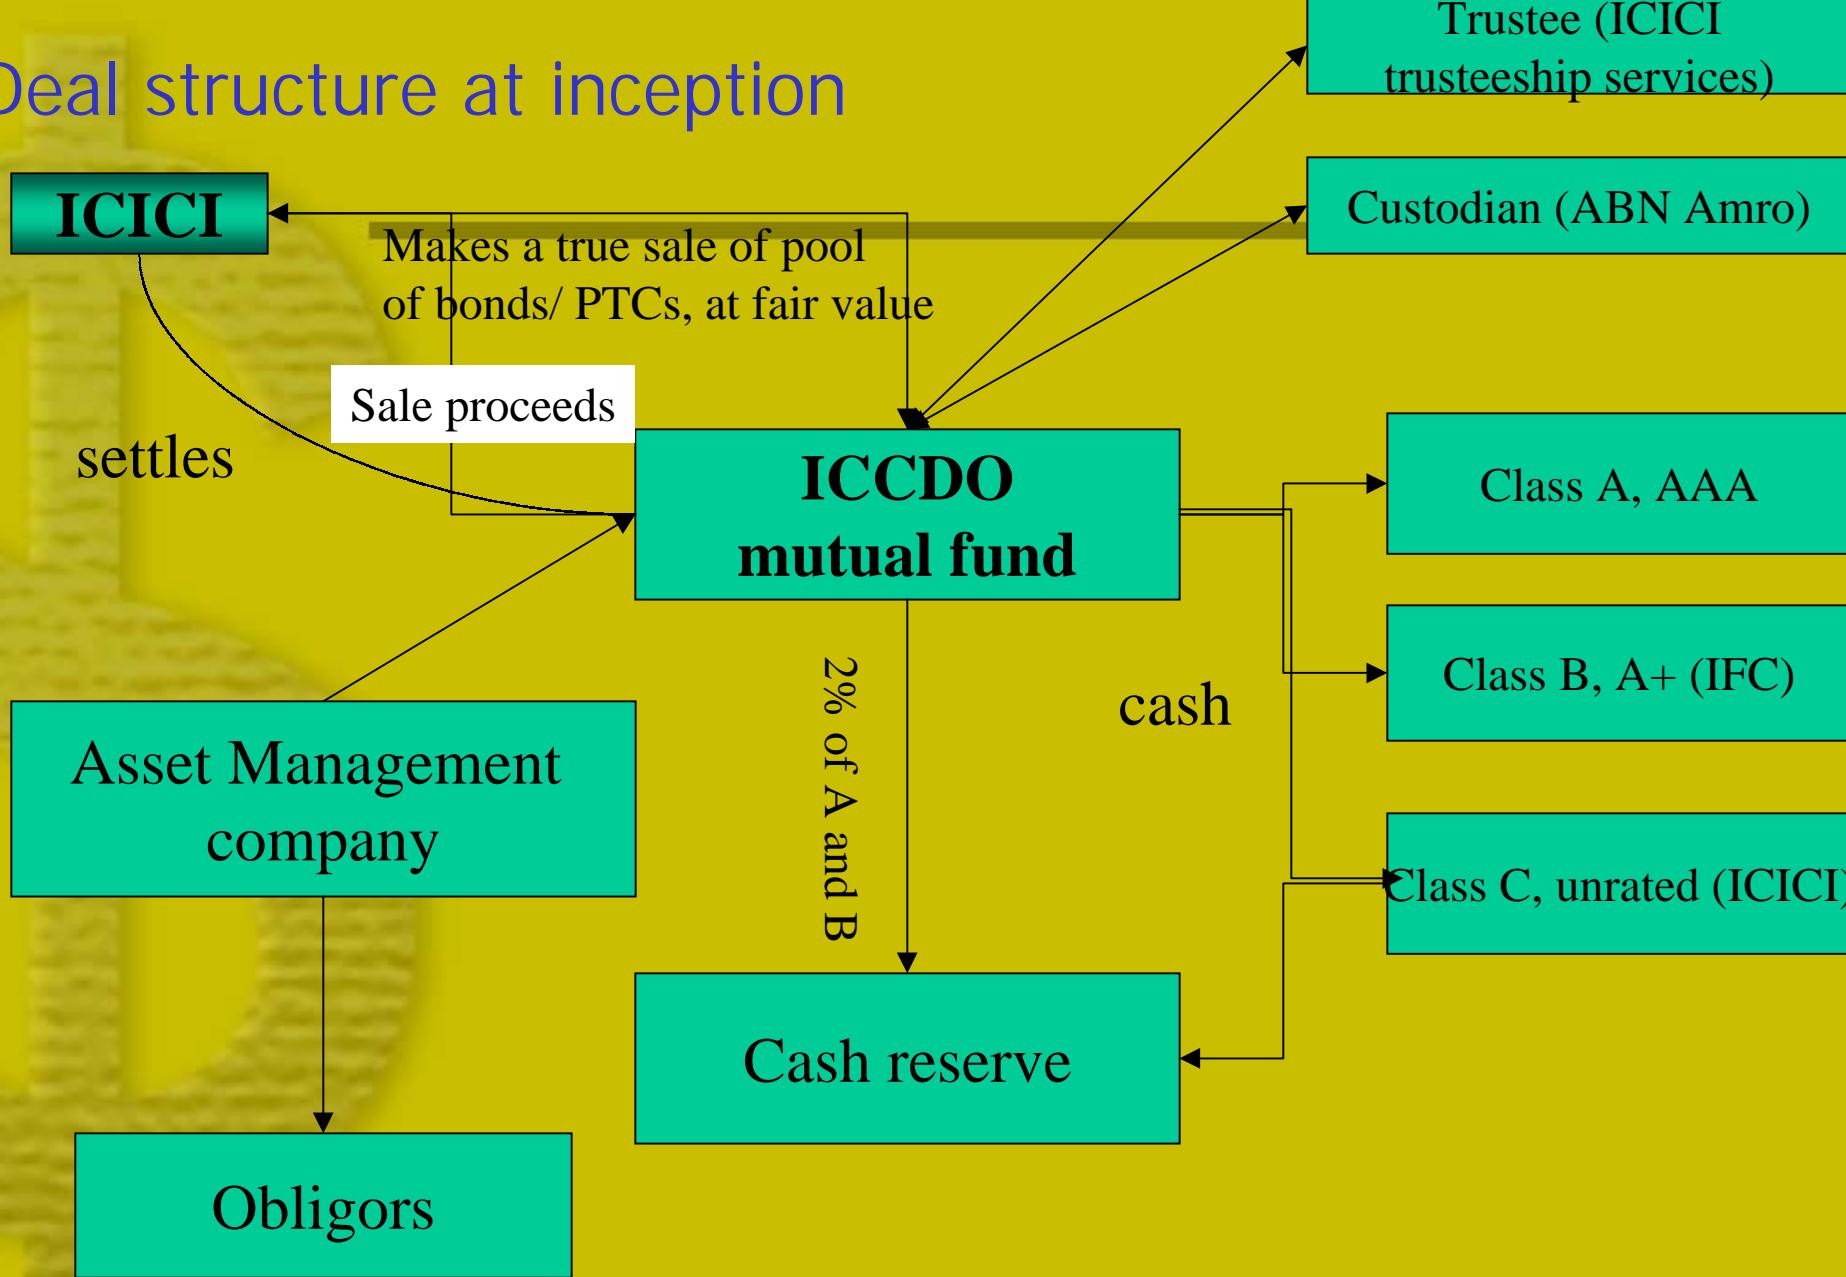 Trustee (ICICI
trusteeship services)
Deal structure at inception
ICICI
Custodian (ABN Amro)
Makes a true sale of pool
of bonds/ PTCs, at fair value
Sale proceeds
settles
ICCDO
mutual fund
Class A, AAA
Class B, A+ (IFC)
2% of A and B
cash
Asset Management
company
Class C, unrated (ICICI)
Cash reserve
Obligors